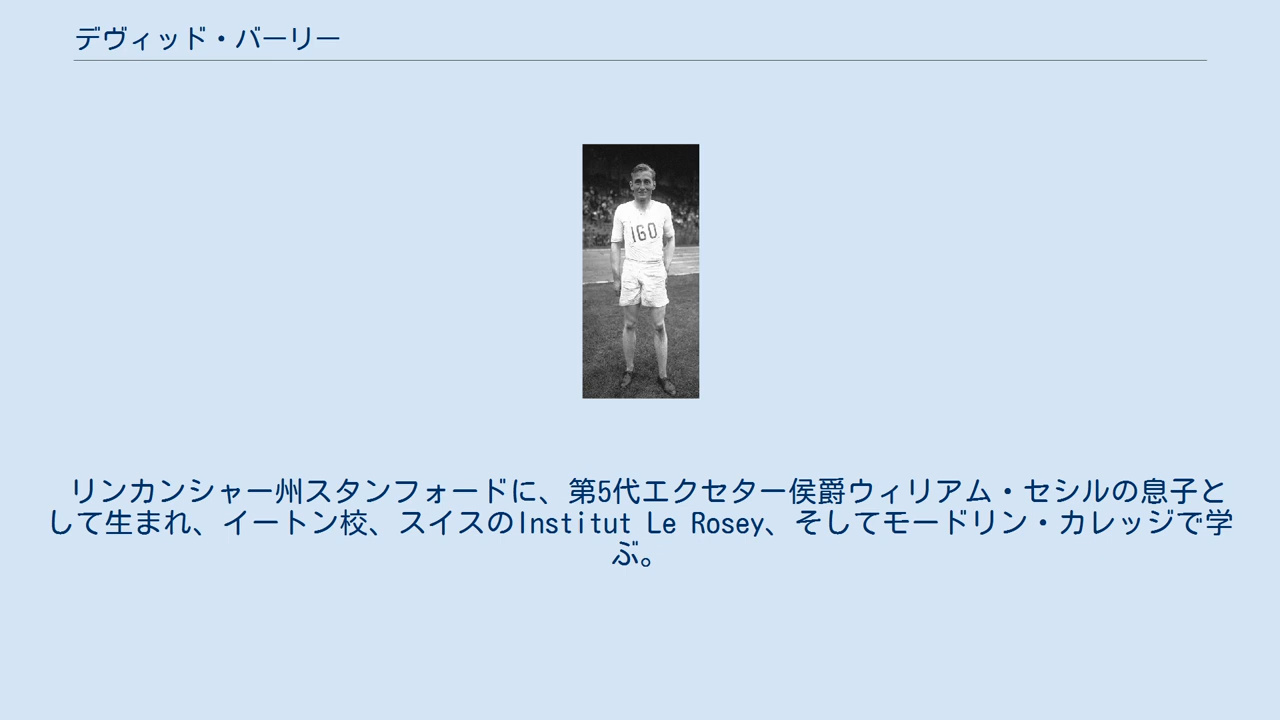 デヴィッド・バーリー
160
リンカンシャー州スタンフォードに、第5代エクセター侯爵ウィリアム・セシルの息子と
して生まれ、イートン校、スイスのInstitut Le Rosey、そしてモードリン・カレッジで学
ぶ。